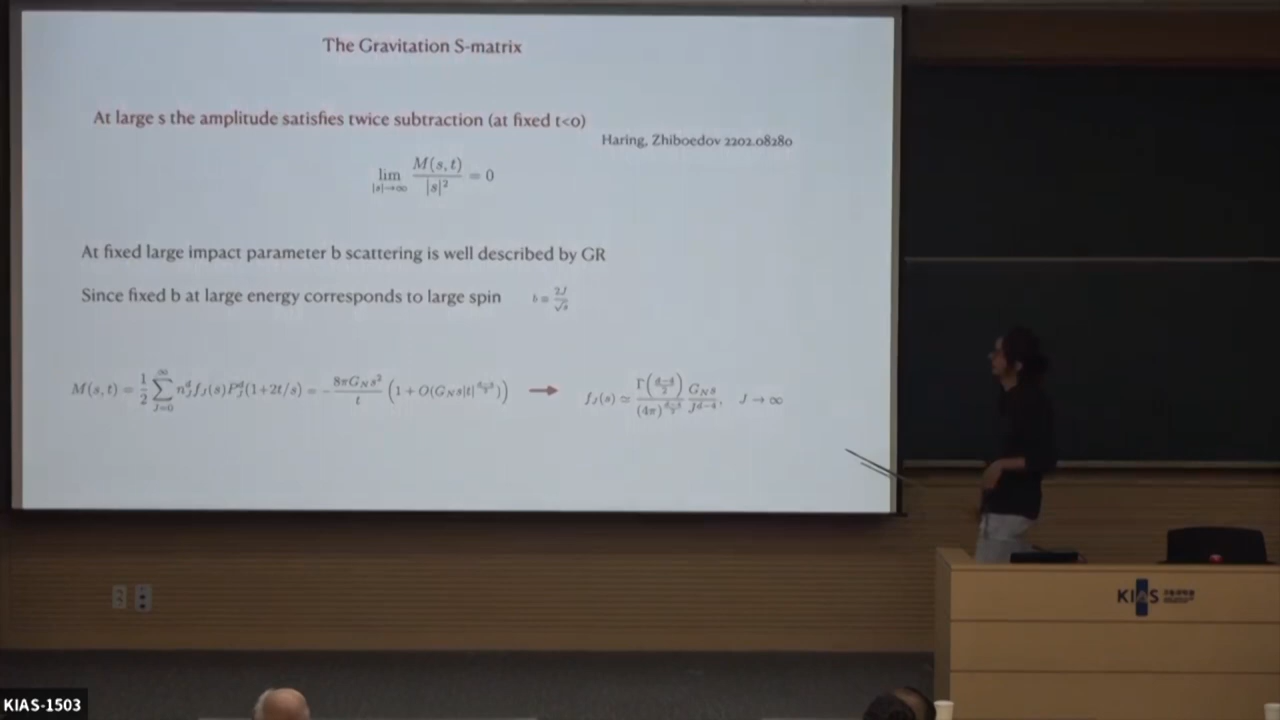 The Gravitation S-matrix
At large s the amplitude satisfies twice subtraction (at fixed t<0)
Haring, Zhiboedov 2202.08280
lim_{|s|→∞} M(s,t)/|s|^2 = 0
At fixed large impact parameter b scattering is well described by GR
Since fixed b at large energy corresponds to large spin b = 2J/√s
M(s,t) = 1/2 ∑_{J=0}^{∞} n_J^d f_J(s) P_J^d(1+2t/s) = - 8πG_N s^2/t (1 + O(G_N s|t|^{(d-4)/2})) → f_J(s) ≃ Γ((d-4)/2)/(4π)^{(d-4)/2} G_N s/J^{d-4}, J → ∞
KIAS
KIAS-1503